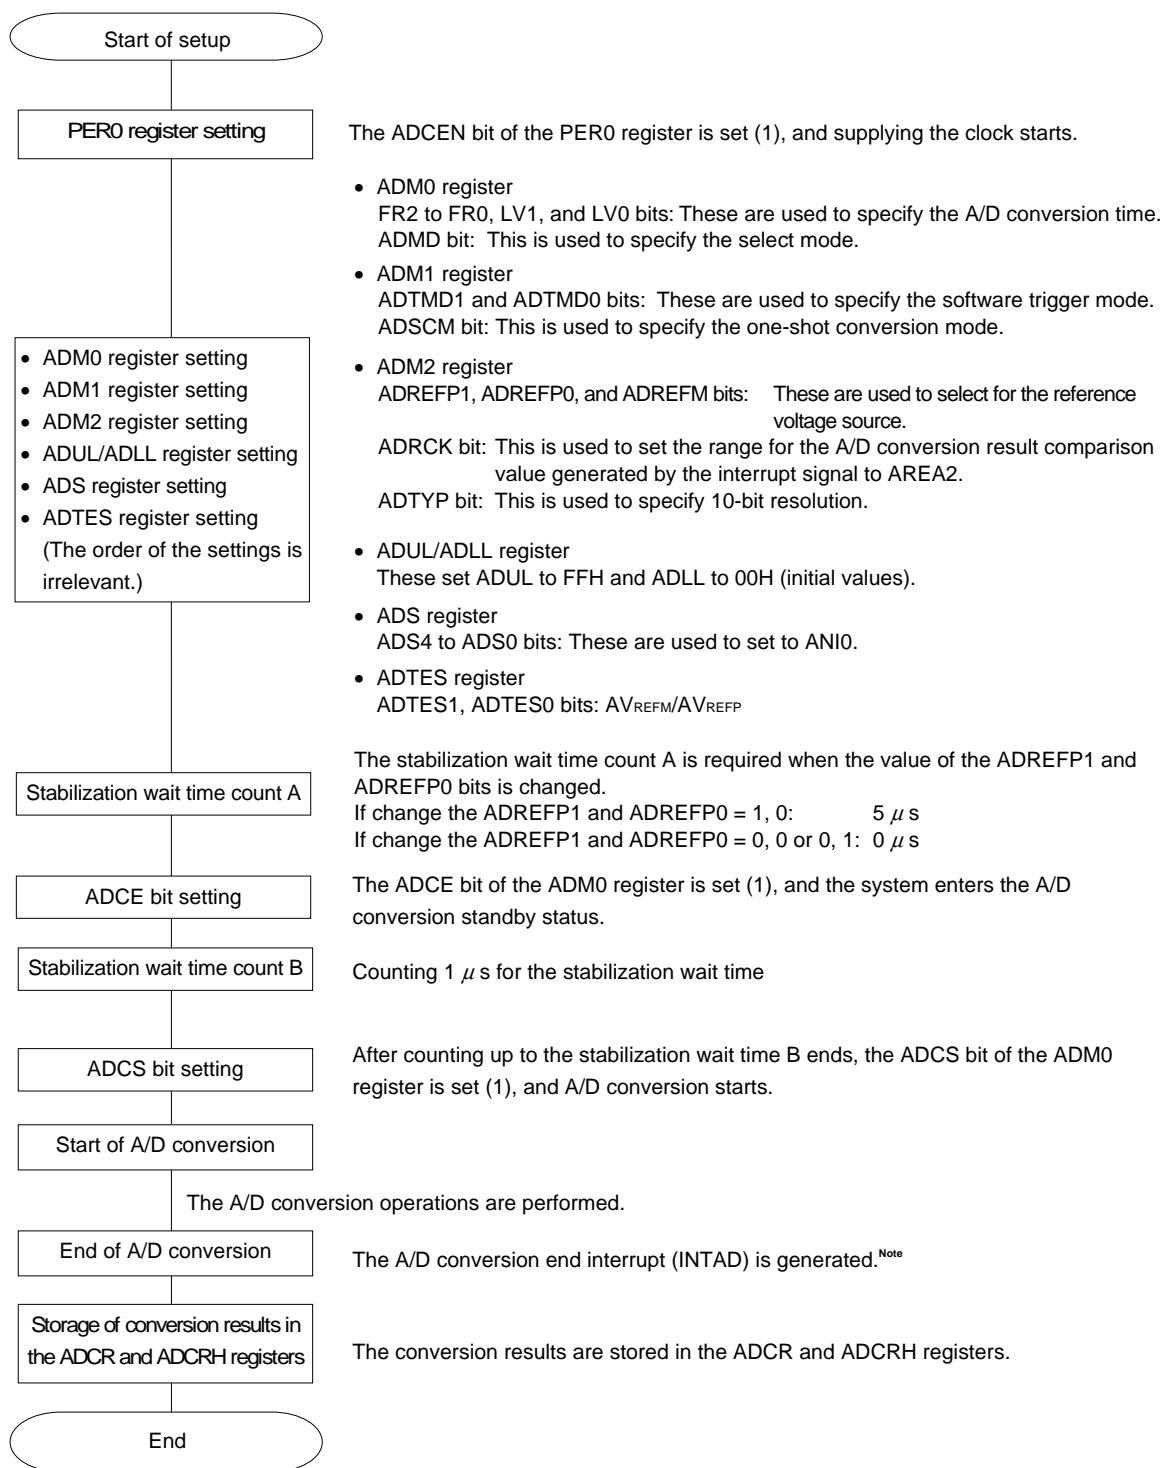 Start of setup
PER0 register setting
The ADCEN bit of the PER0 register is set (1), and supplying the clock starts.
• ADM0 register
FR2 to FR0, LV1, and LV0 bits: These are used to specify the A/D conversion time.
ADMD bit: This is used to specify the select mode.
• ADM1 register
ADTMD1 and ADTMD0 bits: These are used to specify the software trigger mode.
ADSCM bit: This is used to specify the one-shot conversion mode.
• ADM0 register setting
• ADM1 register setting
• ADM2 register setting
• ADUL/ADLL register setting
• ADS register setting
• ADTES register setting
(The order of the settings is
irrelevant.)
• ADM2 register
ADREFP1, ADREFP0, and ADREFM bits: These are used to select for the reference
voltage source.
ADRCK bit: This is used to set the range for the A/D conversion result comparison
value generated by the interrupt signal to AREA2.
ADTYP bit: This is used to specify 10-bit resolution.
• ADUL/ADLL register
These set ADUL to FFH and ADLL to 00H (initial values).
• ADS register
ADS4 to ADS0 bits: These are used to set to ANI0.
• ADTES register
ADTES1, ADTES0 bits: AVREFM/AVREFP
Stabilization wait time count A
The stabilization wait time count A is required when the value of the ADREFP1 and
ADREFP0 bits is changed.
If change the ADREFP1 and ADREFP0 = 1, 0: 5 μ s
If change the ADREFP1 and ADREFP0 = 0, 0 or 0, 1: 0 μ s
ADCE bit setting
The ADCE bit of the ADM0 register is set (1), and the system enters the A/D
conversion standby status.
Stabilization wait time count B
Counting 1 μ s for the stabilization wait time
ADCS bit setting
After counting up to the stabilization wait time B ends, the ADCS bit of the ADM0
register is set (1), and A/D conversion starts.
Start of A/D conversion
The A/D conversion operations are performed.
End of A/D conversion
The A/D conversion end interrupt (INTAD) is generated.Note
Storage of conversion results in
the ADCR and ADCRH registers
The conversion results are stored in the ADCR and ADCRH registers.
End